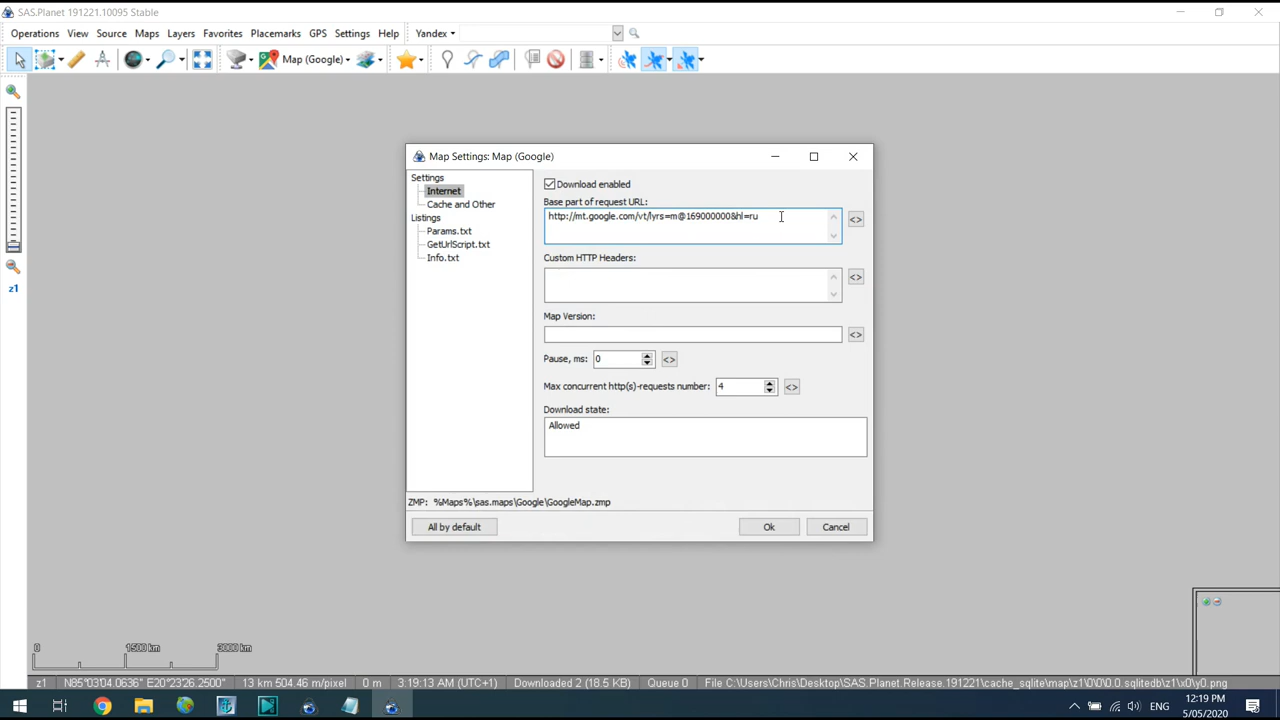 SAS.Planet 191221.10095 Stable
Operations View Source Maps Layers Favorites Placemarks GPS Settings Help Yandex
Map (Google)
Map Settings: Map (Google)
Settings
Internet
Cache and Other
Listings
Params.txt
GetUrlScript.txt
Info.txt
Download enabled
Base part of request URL:
http://mt.google.com/vt/lyrs=m@169000000&hl=ru
<>
Custom HTTP Headers:
<>
Map Version:
<>
Pause, ms: 0 <>
Max concurrent http(s)-requests number: 4 <>
Download state:
Allowed
ZMP: %Maps%\sas.maps\Google\GoogleMap.zmp
All by default Ok Cancel
z1
0 1500 km 3000 km
z1 N85°03'04.0636" E20°23'26.2500" 13 km 504.46 m/pixel 0 m 3:19:13 AM (UTC+1) Downloaded 2 (18.5 KB) Queue 0 File C:\Users\Chris\Desktop\SAS.Planet.Release.191221\cache_sqlite\map\z1\0\0\0.0.sqlitedb\z1\x0\y0.png
ENG
12:19 PM
5/05/2020